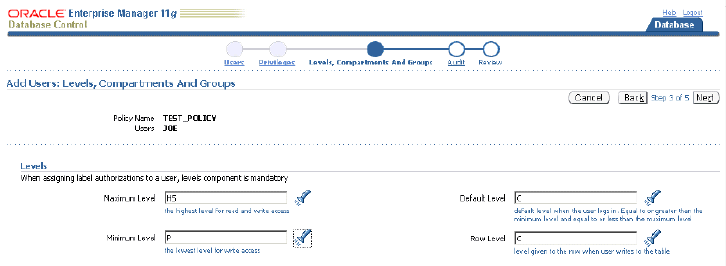 ORACLE Enterprise Manager 11g
Database Control
Help Logout
Database
Users Privileges Levels, Compartments And Groups Audit Review
Add Users: Levels, Compartments And Groups
Cancel Back Step 3 of 5 Next
Policy Name TEST_POLICY
Users JOE
Levels
When assigning label authorizations to a user, levels component is mandatory
Maximum Level HS
the highest level for read and write access
Default Level C
default level when the user logs in. Equal to or greater than the
minimum level and equal to or less than the maximum level
Minimum Level P
the lowest level for write access
Row Level C
level given to the row when user writes to the table